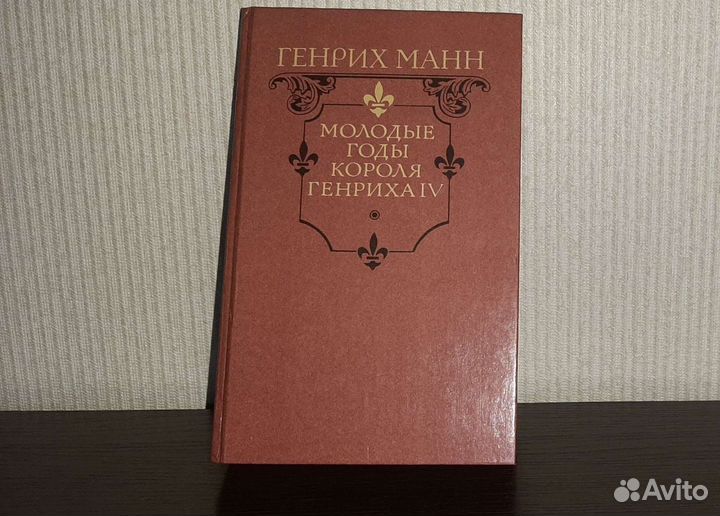 ГЕНРИХ МАНН
МОЛОДЫЕ
ГОДЫ
КОРОЛЯ
ГЕНРИХА IV
Avito